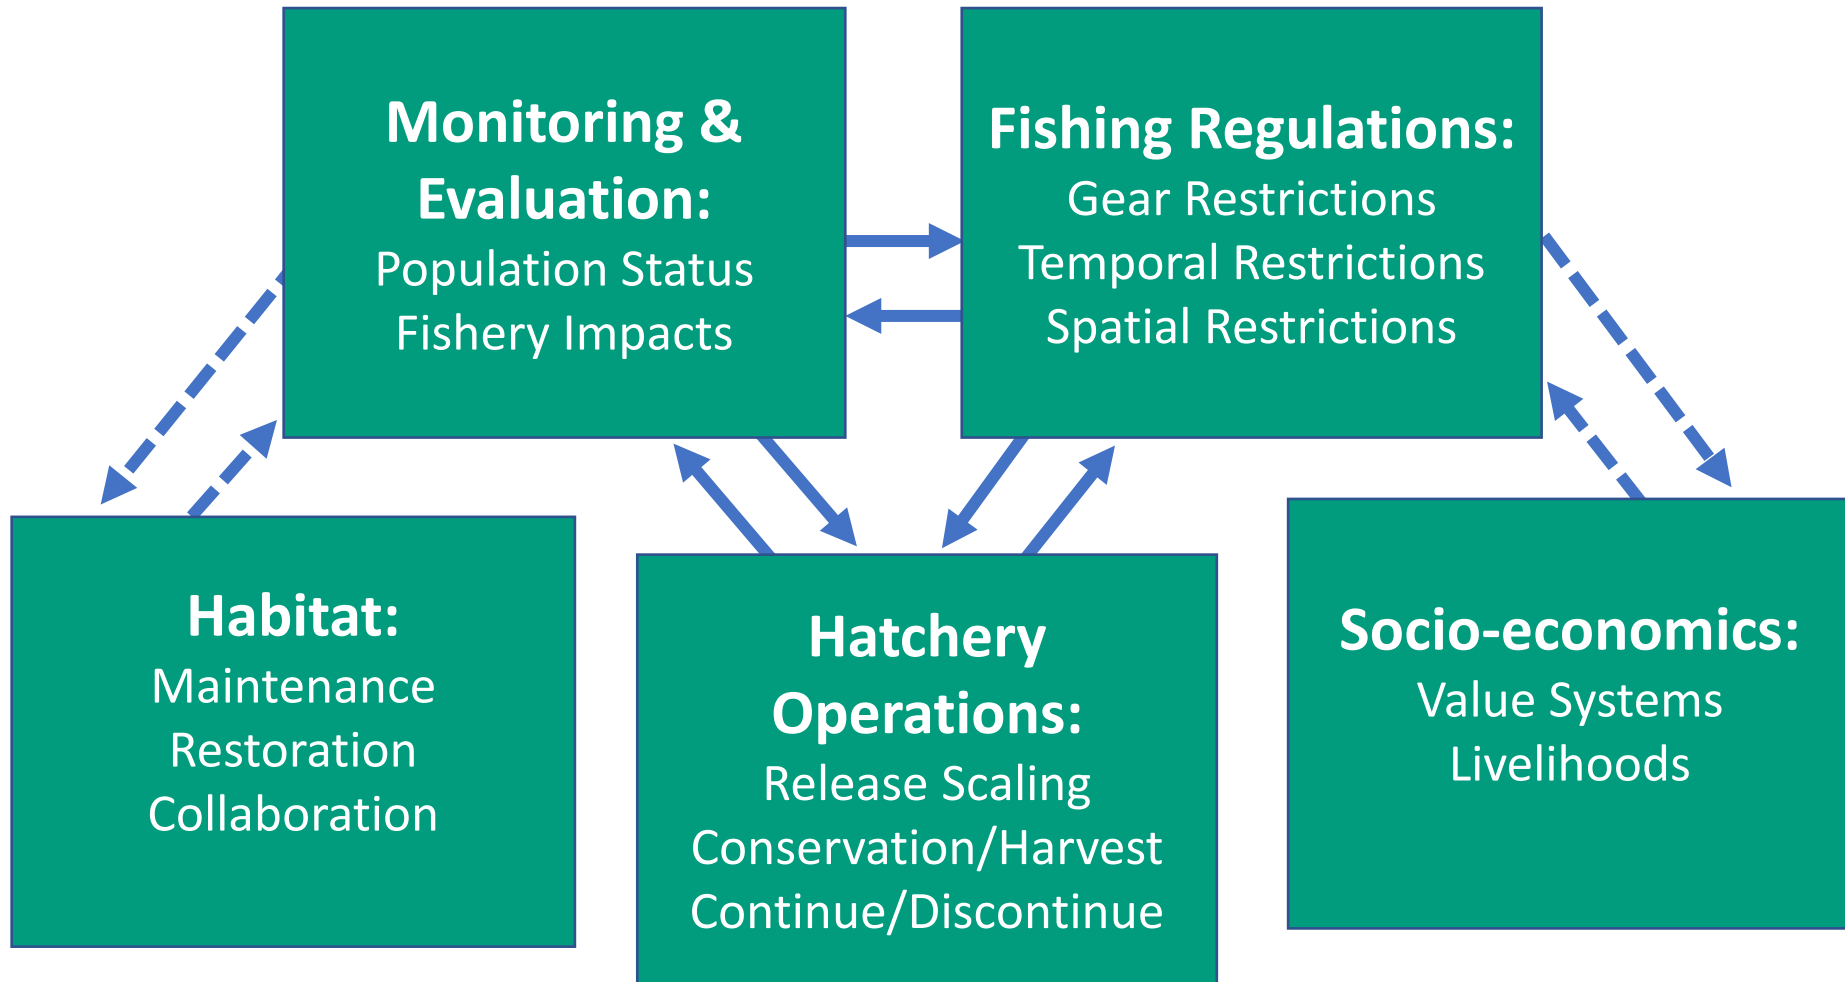 Monitoring &
Evaluation:
Population Status
Fishery Impacts
Fishing Regulations:
Gear Restrictions
Temporal Restrictions
Spatial Restrictions
Habitat:
Maintenance
Restoration
Collaboration
Hatchery
Operations:
Release Scaling
Conservation/Harvest
Continue/Discontinue
Socio-economics:
Value Systems
Livelihoods